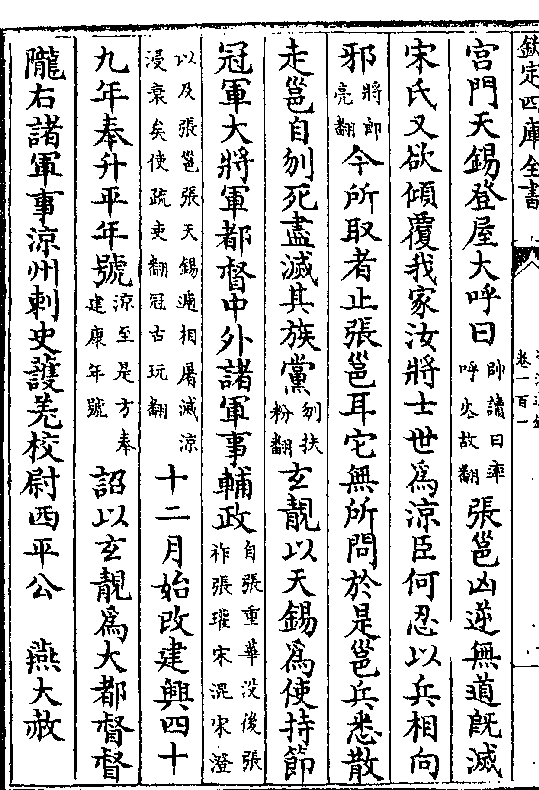 欽定四庫全書
卷一百一
宮門天錫登屋大呼曰帥讀曰率呼火故翻張邕凶逆無道旣滅
宋氏又欲傾覆我家汝將士世爲涼臣何忍以兵相向
邪將即亮翻今所取者止張邕耳它無所問於是邕兵悉散
走邕自刎死盡滅其族黨刎扶粉翻玄靚以天錫爲使持節
冠軍大將軍都督中外諸軍事輔政自張重華没後張祚張瓘宋混宋澄
以及張邕張天錫遞相屠滅涼浸衰矣使疏吏翻冠古玩翻十二月始改建興四十
九年奉升平年號涼至是方奉建康年號詔以玄靚爲大都督督
隴右諸軍事涼州刺史護羌校尉西平公 燕大赦